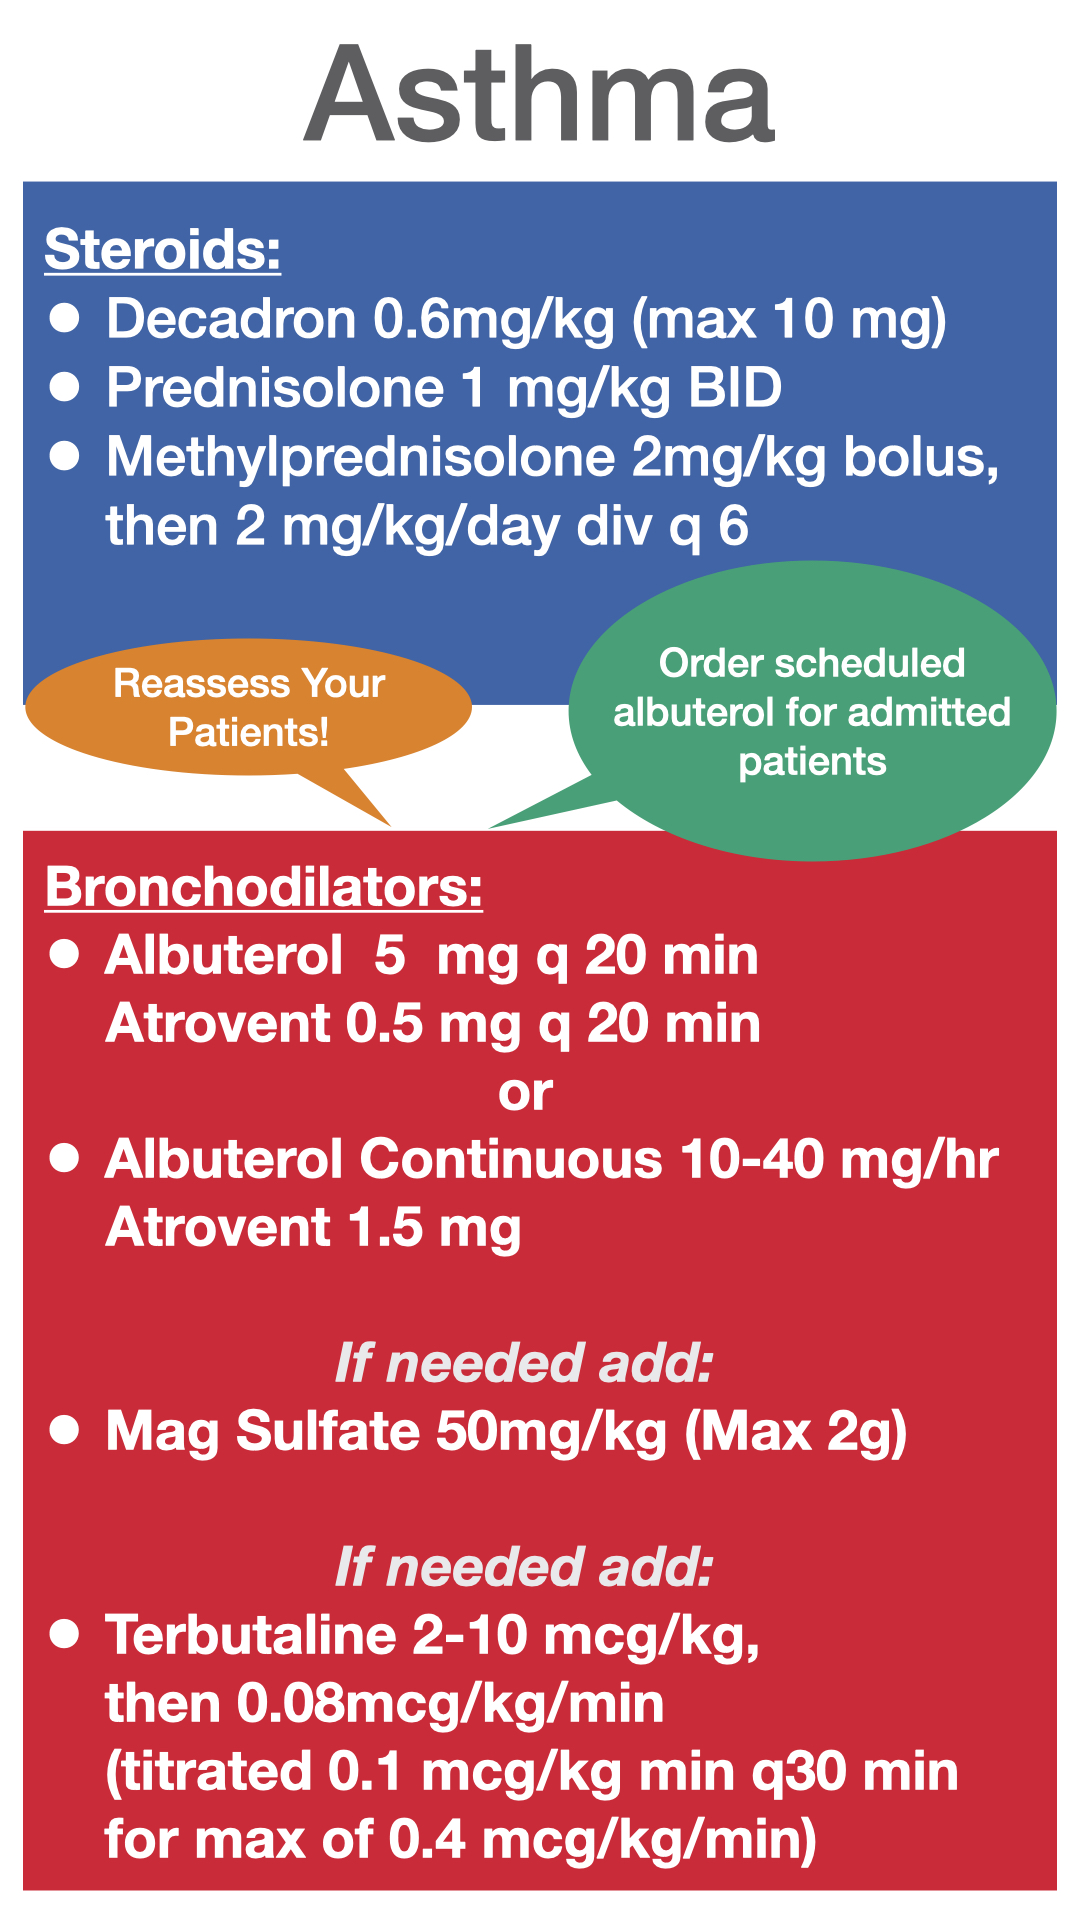 Asthma
Steroids:
● Decadron 0.6mg/kg (max 10 mg)
● Prednisolone 1 mg/kg BID
● Methylprednisolone 2mg/kg bolus,
then 2 mg/kg/day div q 6
Reassess Your
Patients!
Order scheduled
albuterol for admitted
patients
Bronchodilators:
● Albuterol 5 mg q 20 min
Atrovent 0.5 mg q 20 min
or
● Albuterol Continuous 10-40 mg/hr
Atrovent 1.5 mg
If needed add:
● Mag Sulfate 50mg/kg (Max 2g)
If needed add:
● Terbutaline 2-10 mcg/kg,
then 0.08mcg/kg/min
(titrated 0.1 mcg/kg min q30 min
for max of 0.4 mcg/kg/min)